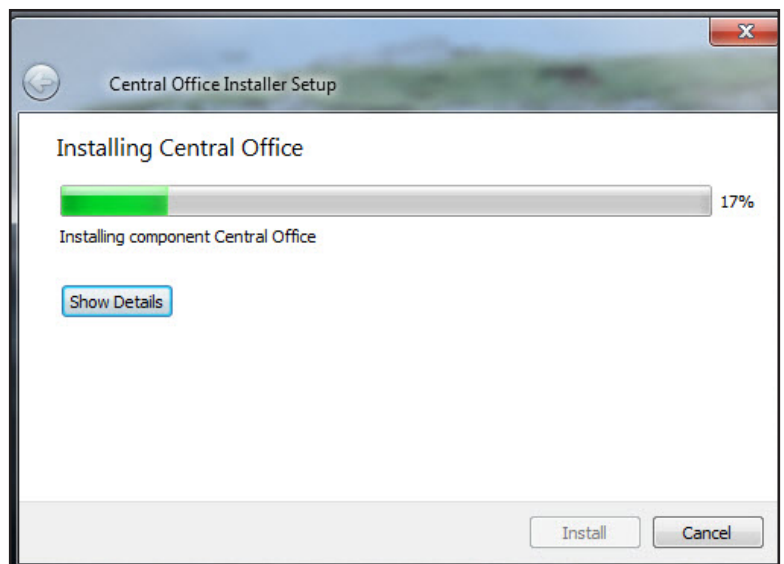 Central Office Installer Setup
Installing Central Office
17%
Installing component Central Office
Show Details
Install
Cancel